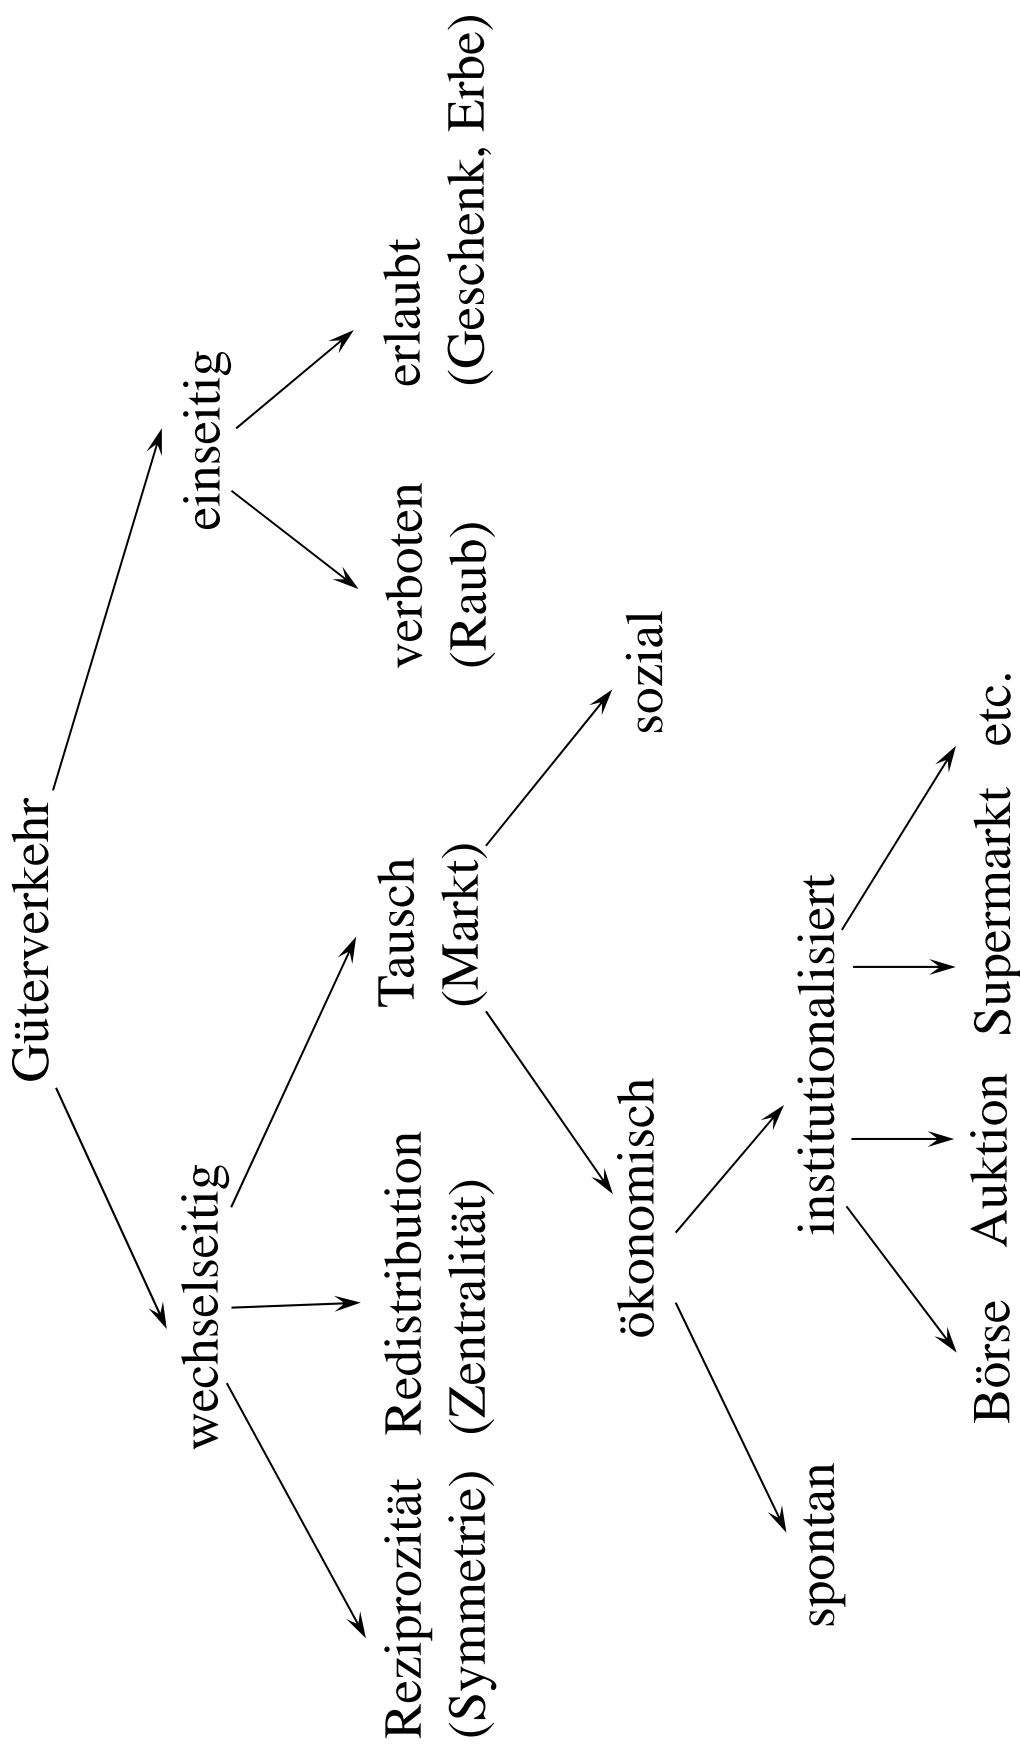 Güterverkehr
wechselseitig einseitig
Reziprozität Redistribution Tausch verboten erlaubt
(Symmetrie) (Zentralität) (Markt) (Raub) (Geschenk, Erbe)
ökonomisch sozial
spontan institutionalisiert
Börse Auktion Supermarkt etc.